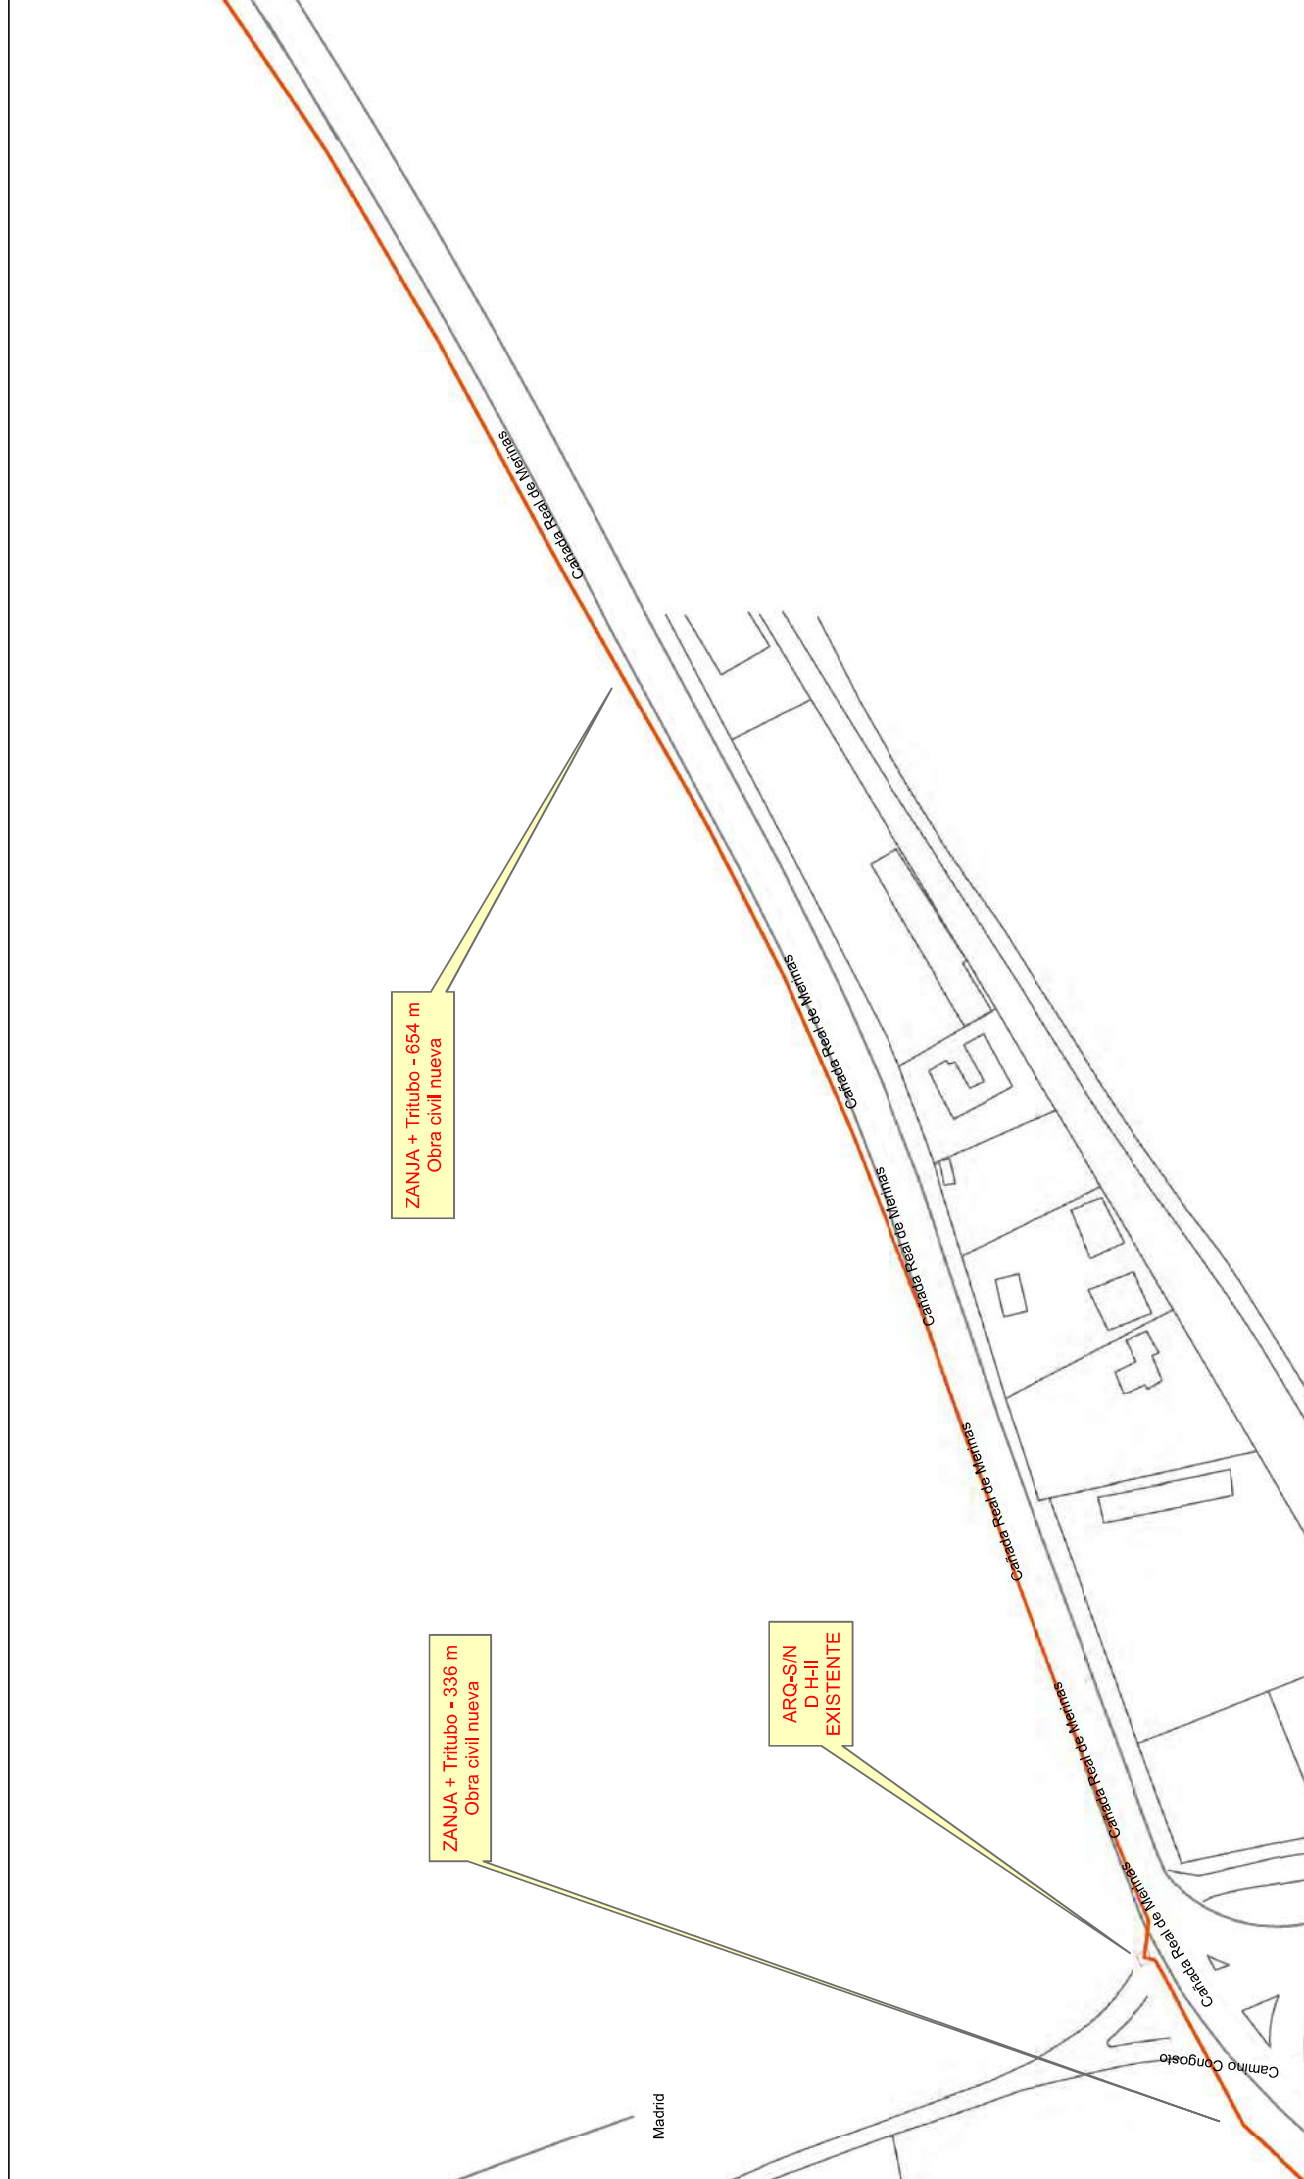 Cañada Real de Merinas
ZANJA + Tritubo - 654 m
Obra civil nueva
Cañada Real de Merinas
Cañada Real de Merinas
Cañada Real de Merinas
ZANJA + Tritubo - 336 m
Obra civil nueva
ARQ-S/N
D H-II
EXISTENTE
Cañada Real de Merinas
Cañada Real de Merinas
Camino Congosto
Madrid